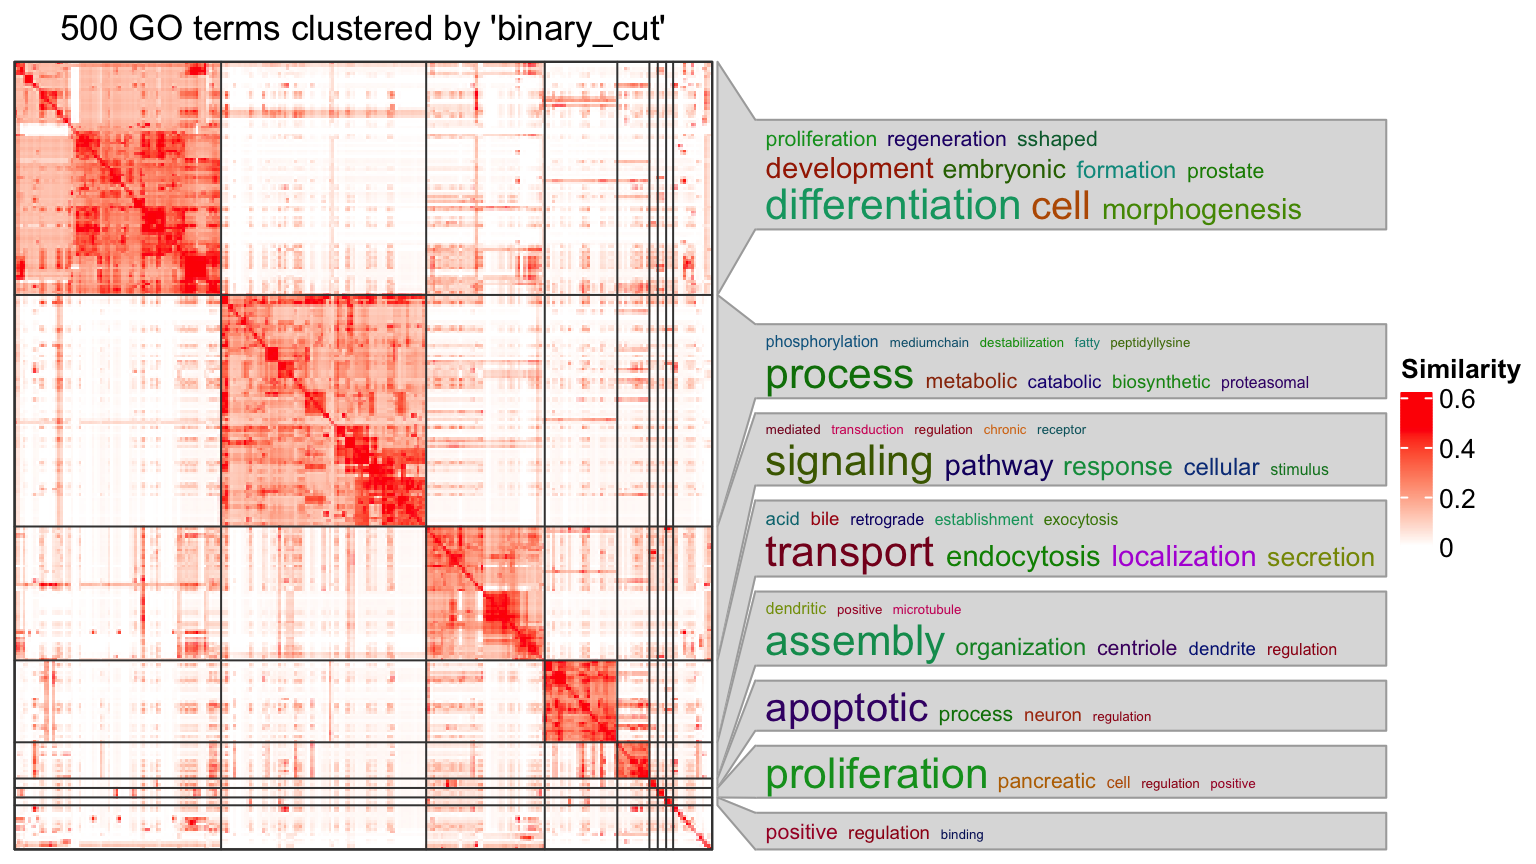 500 GO terms clustered by 'binary_cut'
proliferation regeneration sshaped
development embryonic formation prostate
differentiation cell morphogenesis
phosphorylation mediumchain destabilization fatty peptidyllysine
process metabolic catabolic biosynthetic proteasomal
mediated transduction regulation chronic receptor
signaling pathway response cellular stimulus
acid bile retrograde establishment exocytosis
transport endocytosis localization secretion
dendritic positive microtubule
assembly organization centriole dendrite regulation
apoptotic process neuron regulation
proliferation pancreatic cell regulation positive
positive regulation binding
Similarity
0.6
0.4
0.2
0